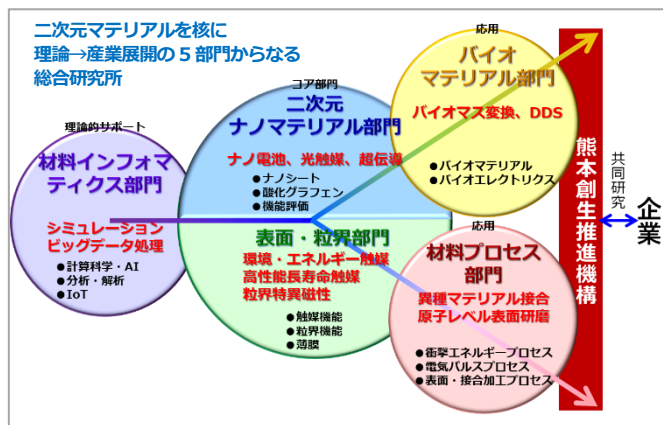 二次元マテリアルを核に
理論→産業展開の5部門からなる
総合研究所
理論的サポート
材料インフォマ
ティクス部門
シミュレーション
ビッグデータ処理
●計算科学・AI
●分析・解析
●IoT
コア部門
二次元
ナノマテリアル部門
ナノ電池、光触媒、超伝導
●ナノシート
●酸化グラフェン
●機能評価
表面・粒界部門
環境・エネルギー触媒
高性能長寿命触媒
粒界特異磁性
●触媒機能
●粒界機能
●薄膜
応用
バイオ
マテリアル部門
バイオマス変換、DDS
●バイオマテリアル
●バイオエレクトリクス
応用
材料プロセス
部門
異種マテリアル接合
原子レベル表面研磨
●衝撃エネルギープロセス
●電気パルスプロセス
●表面・接合加工プロセス
熊本創生推進機構
共同研究
企業